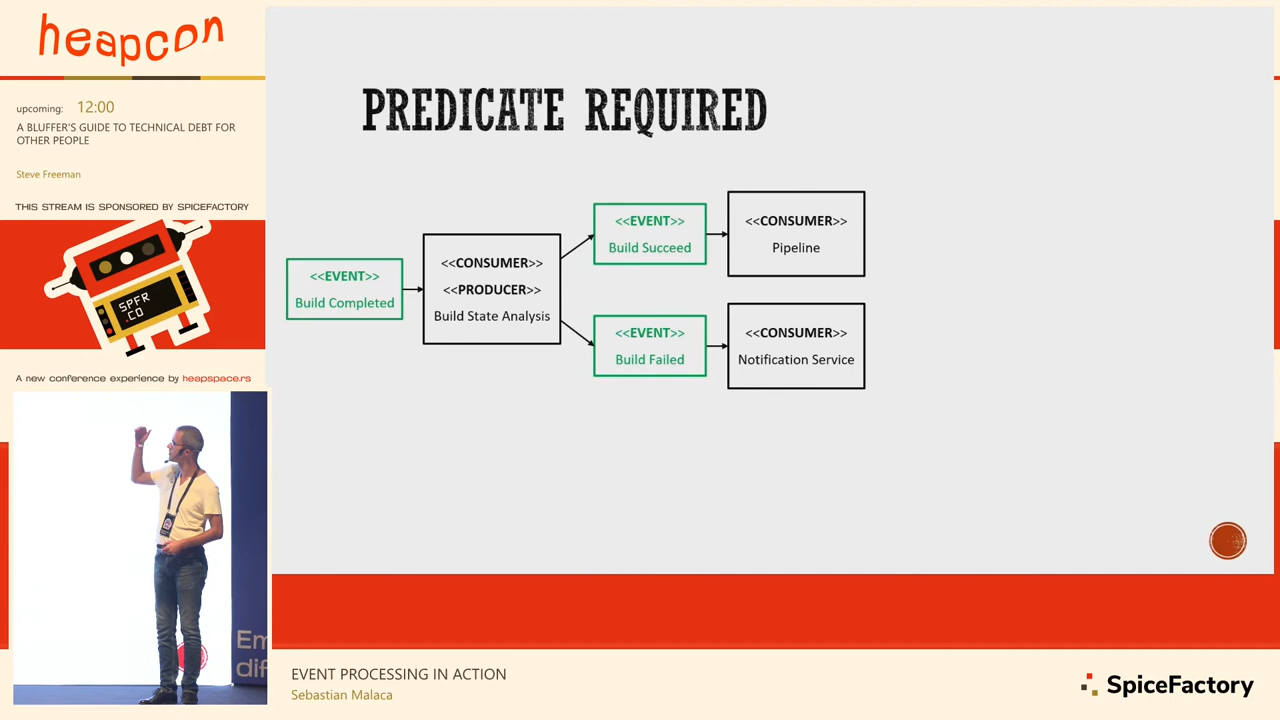 heapcon
upcoming: 12:00
A BLUFFER'S GUIDE TO TECHNICAL DEBT FOR
OTHER PEOPLE
Steve Freeman
THIS STREAM IS SPONSORED BY SPICEFACTORY
SPFR
.CO
A new conference experience by heapspace.rs
PREDICATE REQUIRED
<<EVENT>>
Build Completed
<<CONSUMER>>
<<PRODUCER>>
Build State Analysis
<<EVENT>>
Build Succeed
<<CONSUMER>>
Pipeline
<<EVENT>>
Build Failed
<<CONSUMER>>
Notification Service
Em
dif
EVENT PROCESSING IN ACTION
Sebastian Malaca
SpiceFactory